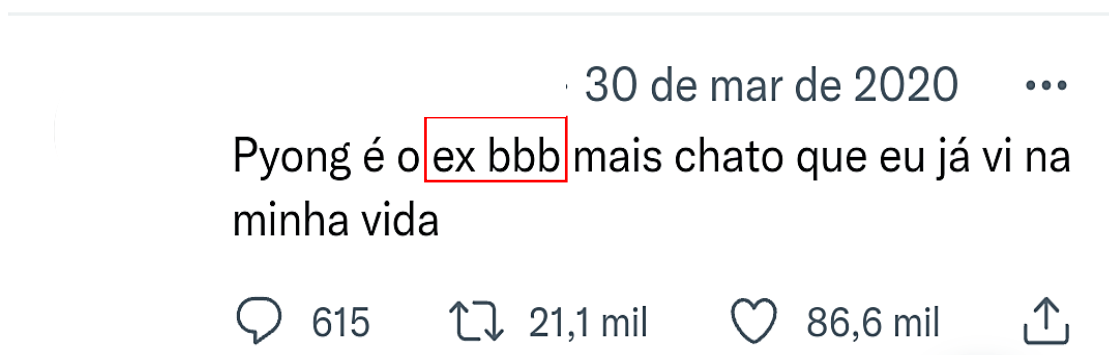 · 30 de mar de 2020 •••
Pyong é o ex bbb mais chato que eu já vi na
minha vida
615 21,1 mil 86,6 mil